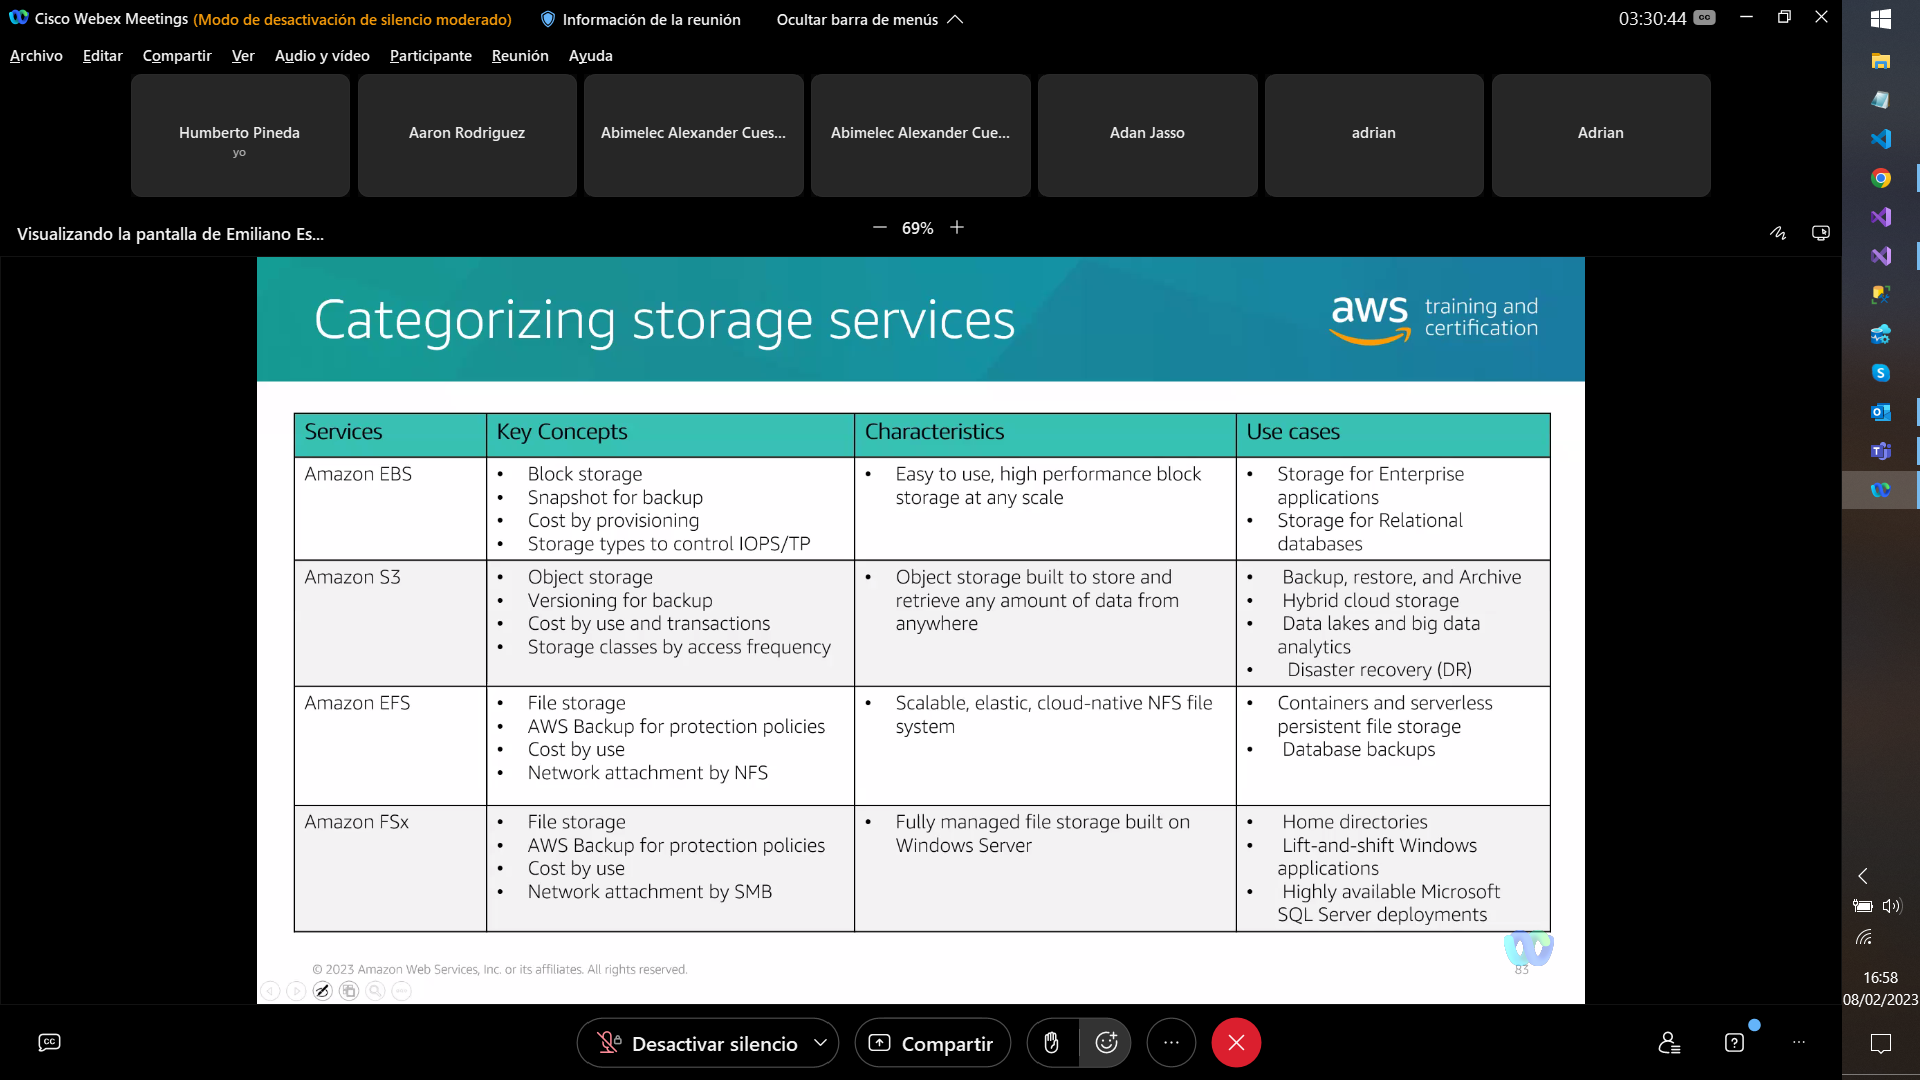 Cisco Webex Meetings (Modo de desactivación de silencio moderado) Información de la reunión Ocultar barra de menús 03:30:44 CC
Archivo Editar Compartir Ver Audio y vídeo Participante Reunión Ayuda
Humberto Pineda
yo
Aaron Rodriguez
Abimelec Alexander Cues...
Abimelec Alexander Cue...
Adan Jasso
adrian
Adrian
Visualizando la pantalla de Emiliano Es...
69%
Categorizing storage services
aws training and
certification
Services Key Concepts Characteristics Use cases
Amazon EBS
• Block storage
• Snapshot for backup
• Cost by provisioning
• Storage types to control IOPS/TP
• Easy to use, high performance block
storage at any scale
• Storage for Enterprise
applications
• Storage for Relational
databases
Amazon S3
• Object storage
• Versioning for backup
• Cost by use and transactions
• Storage classes by access frequency
• Object storage built to store and
retrieve any amount of data from
anywhere
• Backup, restore, and Archive
• Hybrid cloud storage
• Data lakes and big data
analytics
• Disaster recovery (DR)
Amazon EFS
• File storage
• AWS Backup for protection policies
• Cost by use
• Network attachment by NFS
• Scalable, elastic, cloud-native NFS file
system
• Containers and serverless
persistent file storage
• Database backups
Amazon FSx
• File storage
• AWS Backup for protection policies
• Cost by use
• Network attachment by SMB
• Fully managed file storage built on
Windows Server
• Home directories
• Lift-and-shift Windows
applications
• Highly available Microsoft
SQL Server deployments
© 2023 Amazon Web Services, Inc. or its affiliates. All rights reserved.
83
16:58
08/02/2023
CC
Desactivar silencio
Compartir